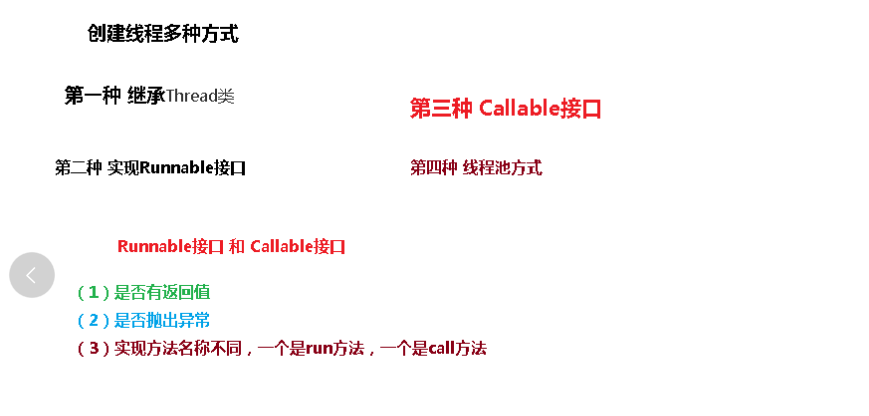 创建线程多种方式
第一种 继承Thread类
第三种 Callable接口
第二种 实现Runnable接口
第四种 线程池方式
Runnable接口 和 Callable接口
（1）是否有返回值
（2）是否抛出异常
（3）实现方法名称不同，一个是run方法，一个是call方法